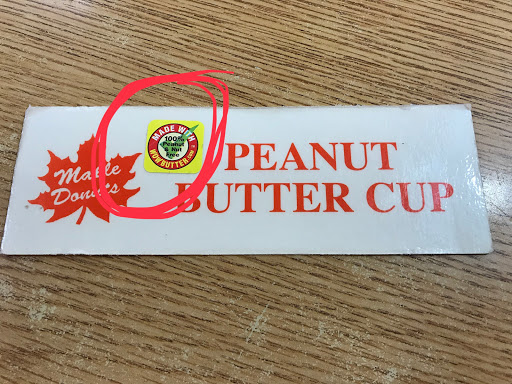 MADE WITH
100%
Peanut
& Nut
Free
WOWBUTTER.com
Maple
Donuts
PEANUT
BUTTER CUP